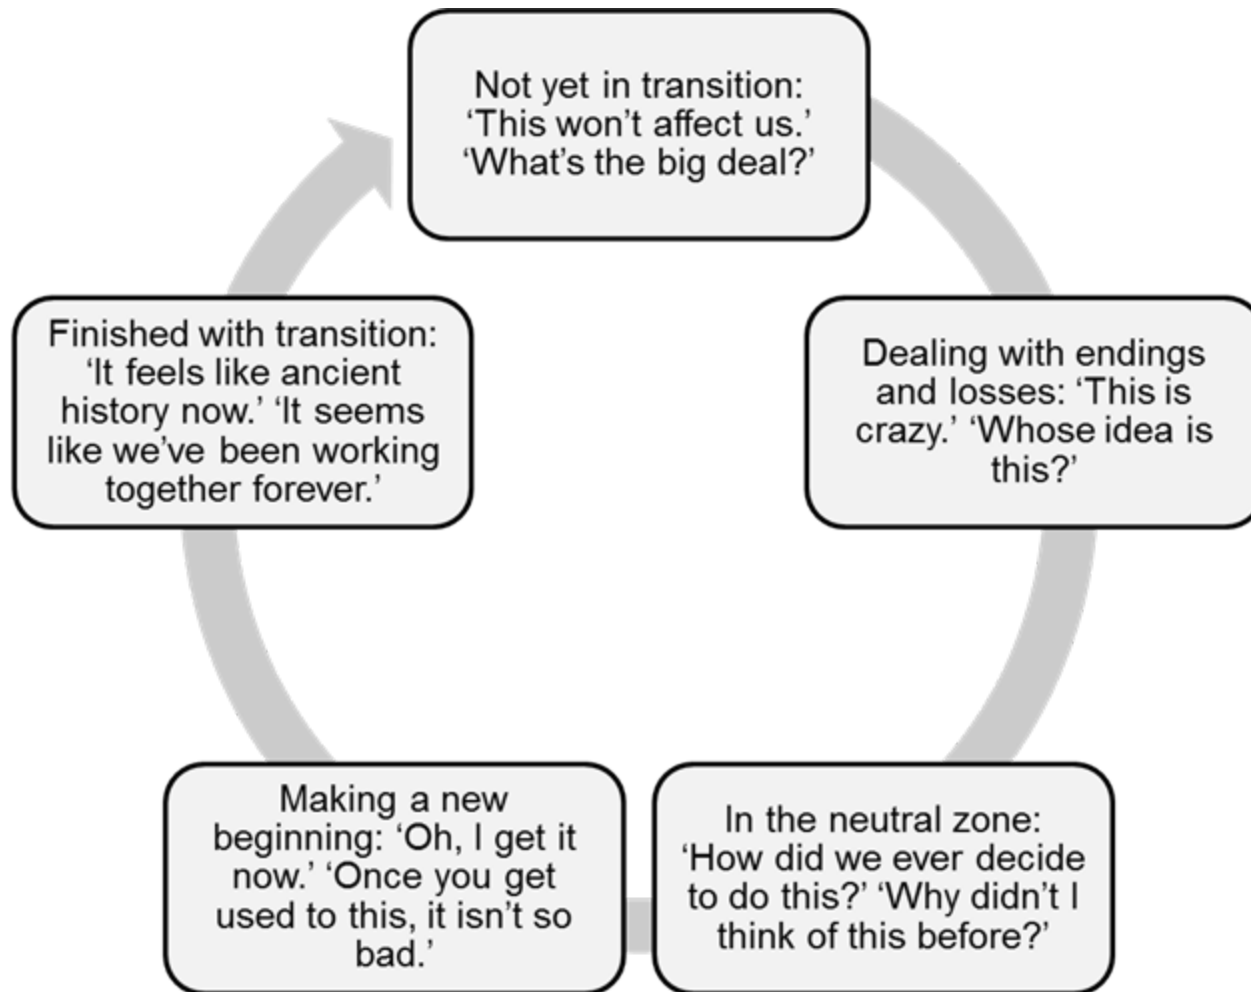 Not yet in transition:
‘This won’t affect us.’
‘What’s the big deal?’
Dealing with endings
and losses: ‘This is
crazy.’ ‘Whose idea is
this?’
In the neutral zone:
‘How did we ever decide
to do this?’ ‘Why didn’t I
think of this before?’
Making a new
beginning: ‘Oh, I get it
now.’ ‘Once you get
used to this, it isn’t so
bad.’
Finished with transition:
‘It feels like ancient
history now.’ ‘It seems
like we’ve been working
together forever.’